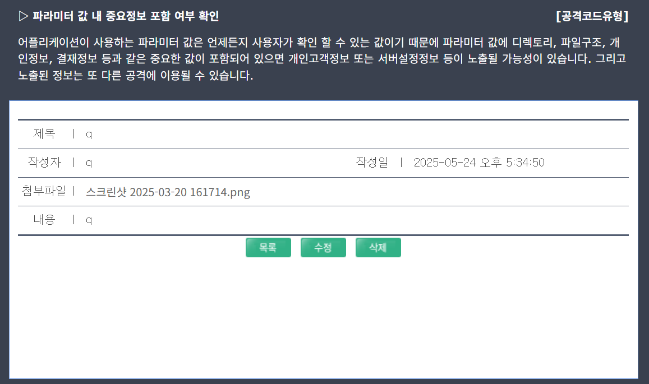 ▷ 파라미터 값 내 중요정보 포함 여부 확인 [공격코드유형]
어플리케이션이 사용하는 파라미터 값은 언제든지 사용자가 확인 할 수 있는 값이기 때문에 파라미터 값에 디렉토리, 파일구조, 개
인정보, 결재정보 등과 같은 중요한 값이 포함되어 있으면 개인고객정보 또는 서버설정정보 등이 노출될 가능성이 있습니다. 그리고
노출된 정보는 또 다른 공격에 이용될 수 있습니다.
제목 | q
작성자 | q 작성일 | 2025-05-24 오후 5:34:50
첨부파일 | 스크린샷 2025-03-20 161714.png
내용 | q
목록 수정 삭제